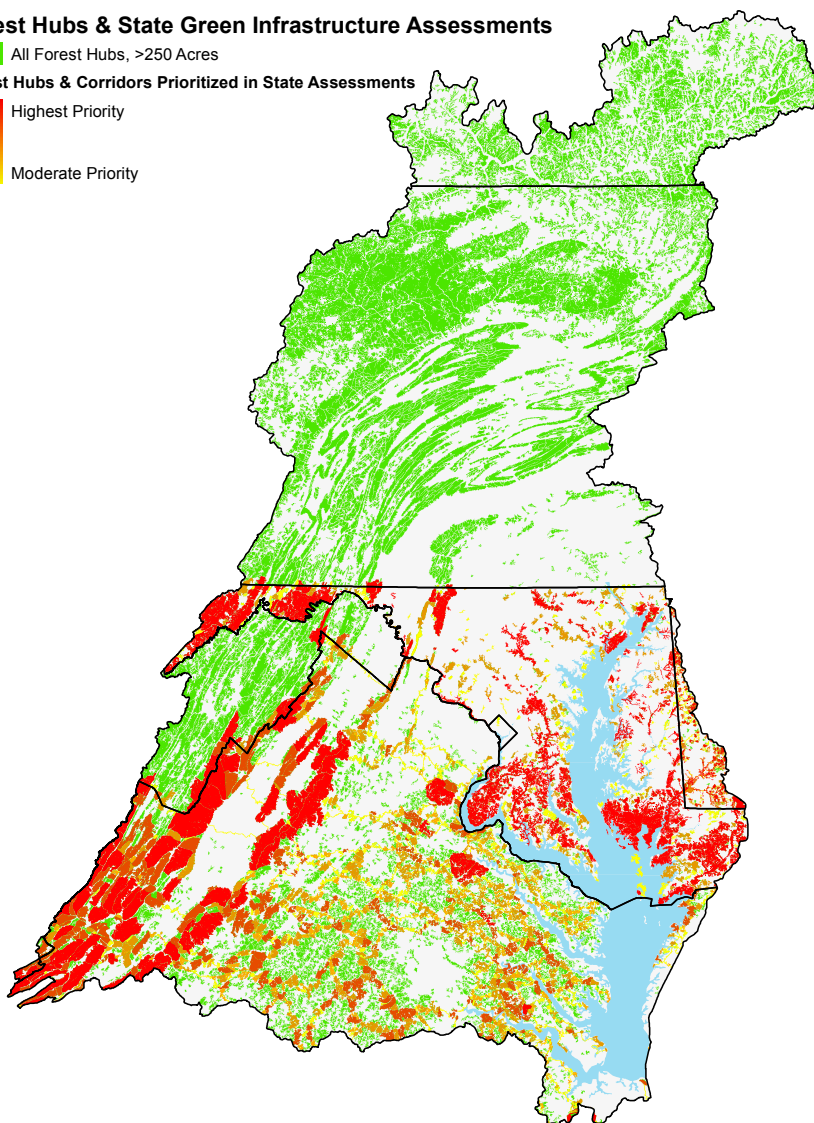 est Hubs & State Green Infrastructure Assessments
All Forest Hubs, >250 Acres
st Hubs & Corridors Prioritized in State Assessments
Highest Priority
Moderate Priority